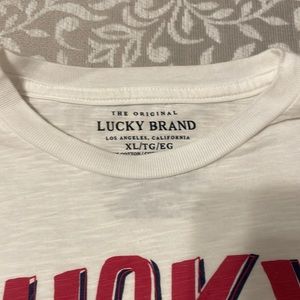 THE ORIGINAL
LUCKY BRAND
LOS ANGELES, CALIFORNIA
XL/TG/EG